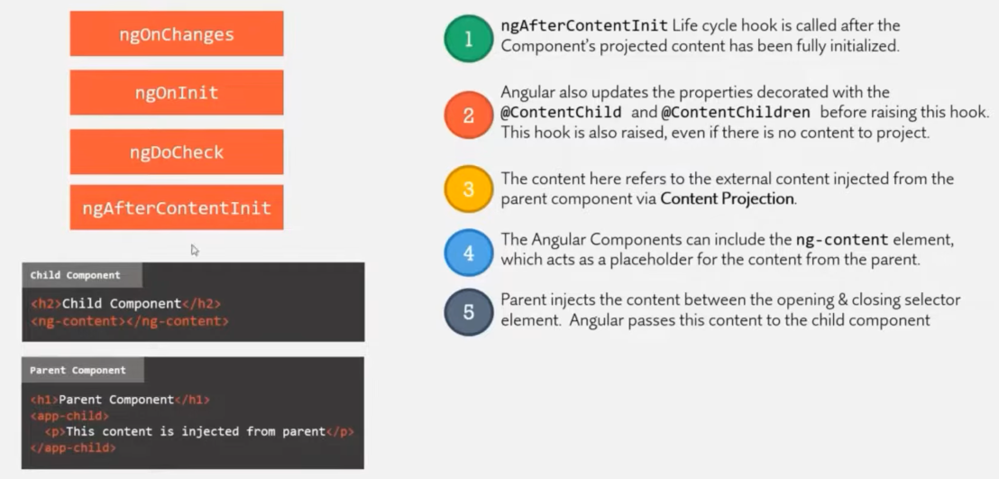 ngOnChanges
ngOnInit
ngDoCheck
ngAfterContentInit
Child Component
<h2>Child Component</h2>
<ng-content></ng-content>
Parent Component
<h1>Parent Component</h1>
<app-child>
<p>This content is injected from parent</p>
</app-child>
1
ngAfterContentInit Life cycle hook is called after the
Component's projected content has been fully initialized.
2
Angular also updates the properties decorated with the
@ContentChild and @ContentChildren before raising this hook.
This hook is also raised, even if there is no content to project.
3
The content here refers to the external content injected from the
parent component via Content Projection.
4
The Angular Components can include the ng-content element,
which acts as a placeholder for the content from the parent.
5
Parent injects the content between the opening & closing selector
element. Angular passes this content to the child component